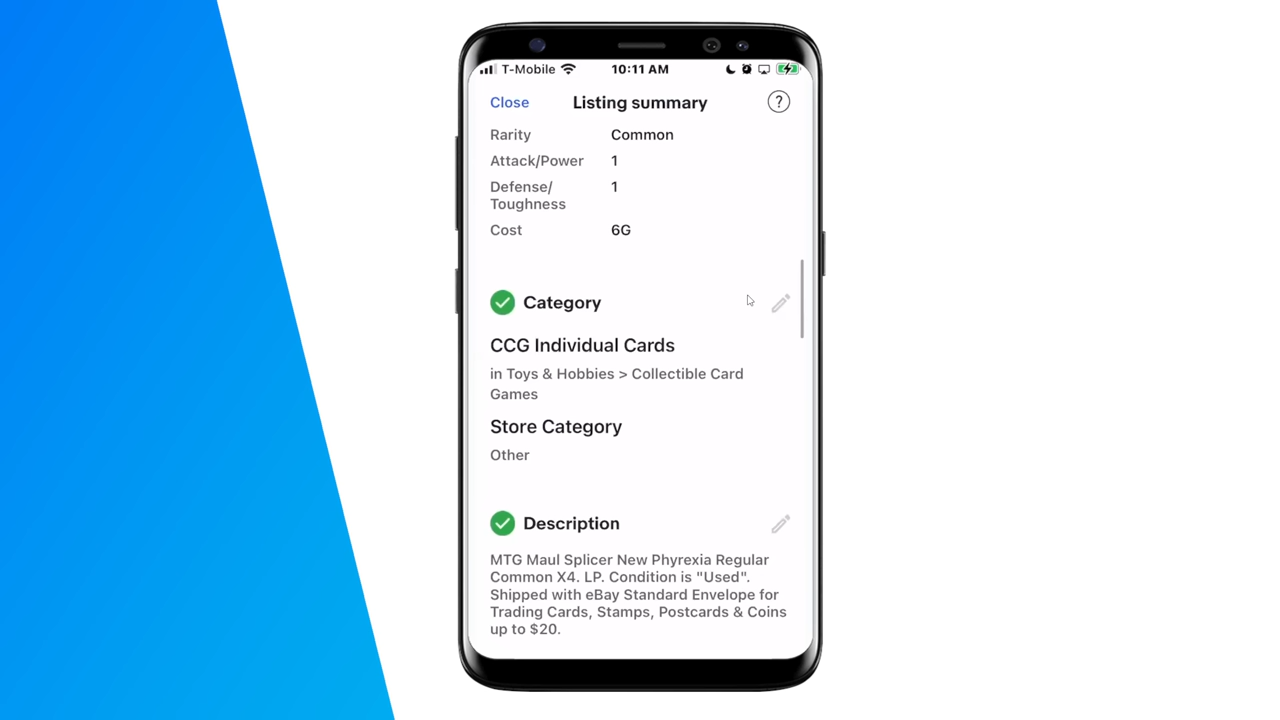 T-Mobile 10:11 AM
Close Listing summary ?
Rarity Common
Attack/Power 1
Defense/ 1
Toughness
Cost 6G
Category
CCG Individual Cards
in Toys & Hobbies > Collectible Card
Games
Store Category
Other
Description
MTG Maul Splicer New Phyrexia Regular
Common X4. LP. Condition is "Used".
Shipped with eBay Standard Envelope for
Trading Cards, Stamps, Postcards & Coins
up to $20.